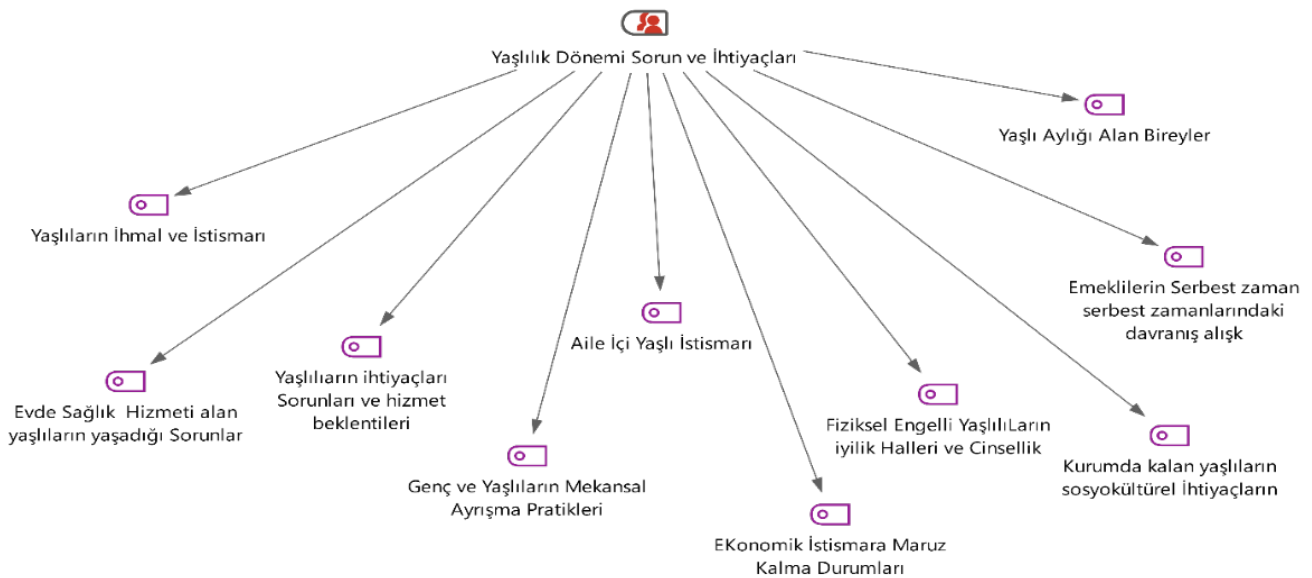 Yaşlılık Dönemi Sorun ve İhtiyaçları
Yaşlı Aylığı Alan Bireyler
Yaşlıların İhmal ve İstismarı
Emeklilerin Serbest zaman
serbest zamanlarındaki
davranış alışk
Aile İçi Yaşlı İstismarı
Yaşlılıarın ihtiyaçları
Sorunları ve hizmet
beklentileri
Evde Sağlık  Hizmeti alan
yaşlıların yaşadığı Sorunlar
Fiziksel Engelli YaşlılıLarın
iyilik Halleri ve Cinsellik
Kurumda kalan yaşlıların
sosyokültürel İhtiyaçların
Genç ve Yaşlıların Mekansal
Ayrışma Pratikleri
EKonomik İstismara Maruz
Kalma Durumları